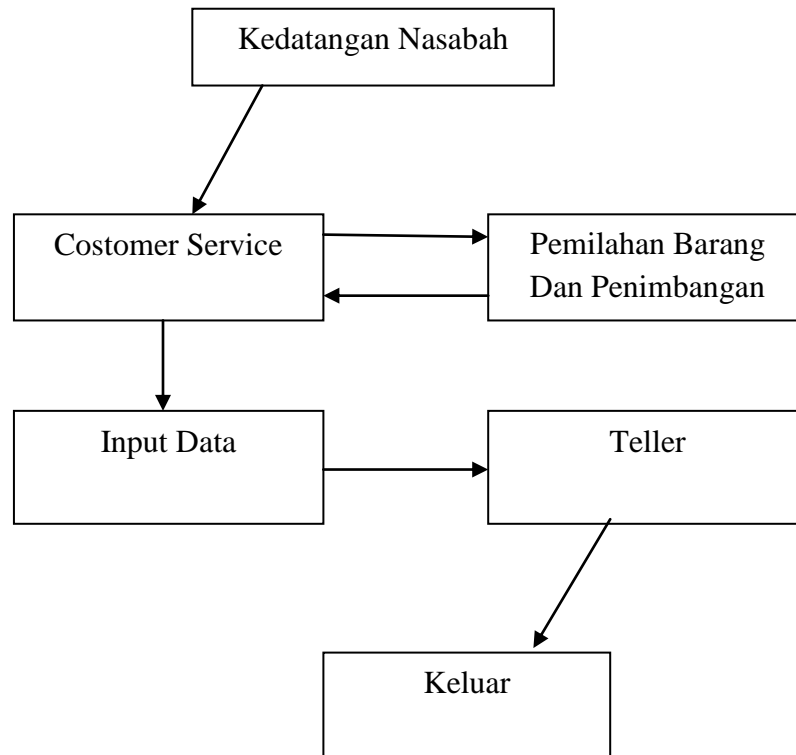 Kedatangan Nasabah
Costomer Service
Pemilahan Barang
Dan Penimbangan
Input Data
Teller
Keluar